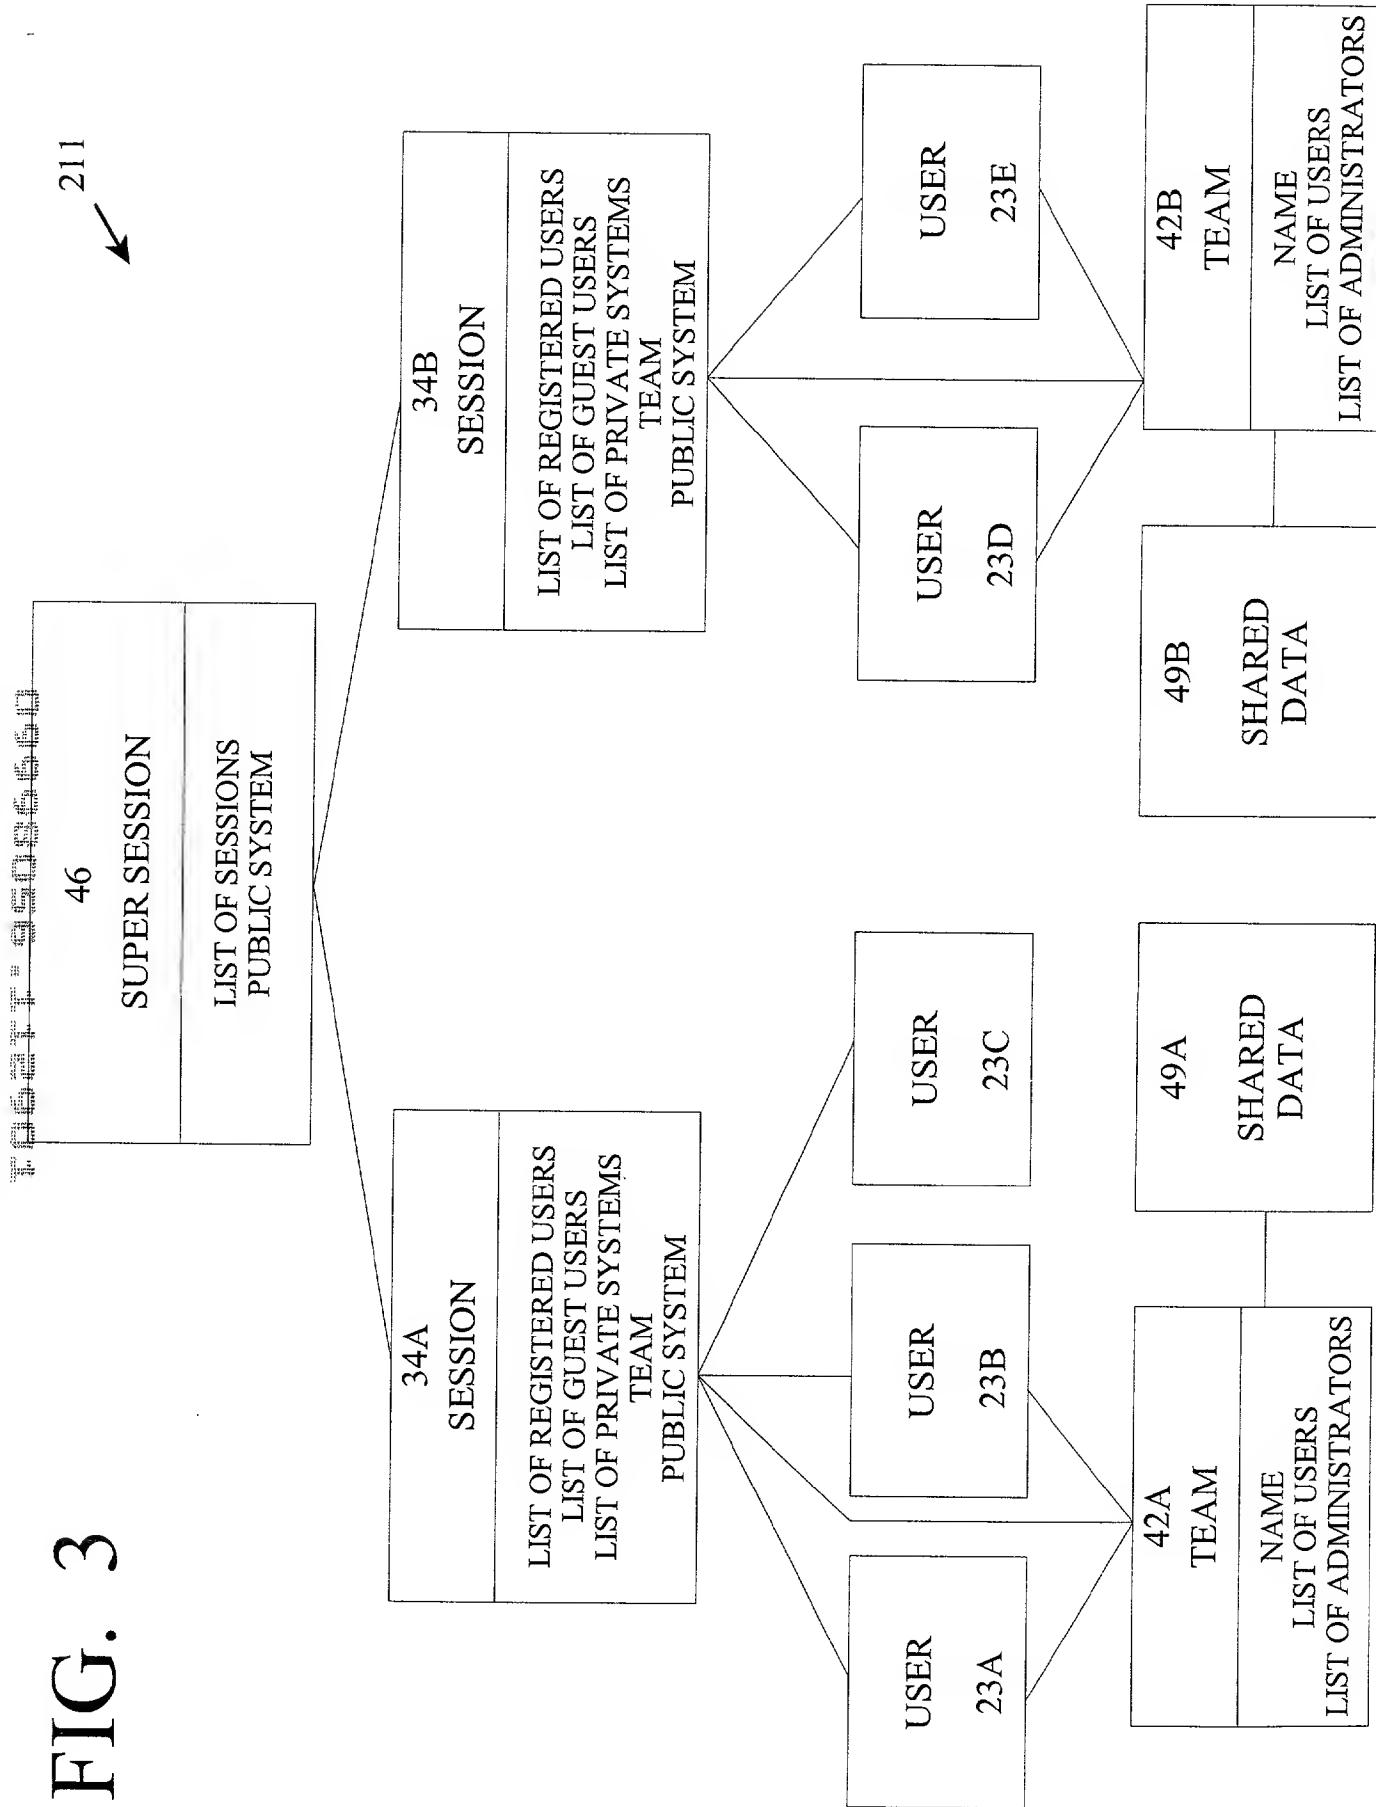 FIG. 3
211
46
SUPER SESSION
LIST OF SESSIONS
PUBLIC SYSTEM
34A
SESSION
LIST OF REGISTERED USERS
LIST OF GUEST USERS
LIST OF PRIVATE SYSTEMS
TEAM
PUBLIC SYSTEM
34B
SESSION
LIST OF REGISTERED USERS
LIST OF GUEST USERS
LIST OF PRIVATE SYSTEMS
TEAM
PUBLIC SYSTEM
USER
23A
USER
23B
USER
23C
USER
23D
USER
23E
42A
TEAM
NAME
LIST OF USERS
LIST OF ADMINISTRATORS
49A
SHARED
DATA
49B
SHARED
DATA
42B
TEAM
NAME
LIST OF USERS
LIST OF ADMINISTRATORS